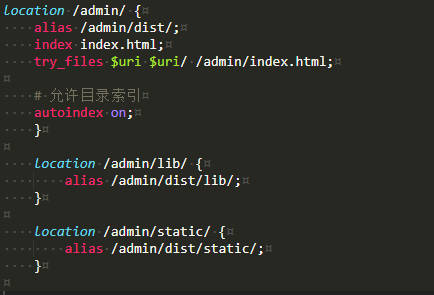 location /admin/ {
alias /admin/dist/;
index index.html;
try_files $uri $uri/ /admin/index.html;
# 允许目录索引
autoindex on;
}
location /admin/lib/ {
alias /admin/dist/lib/;
}
location /admin/static/ {
alias /admin/dist/static/;
}